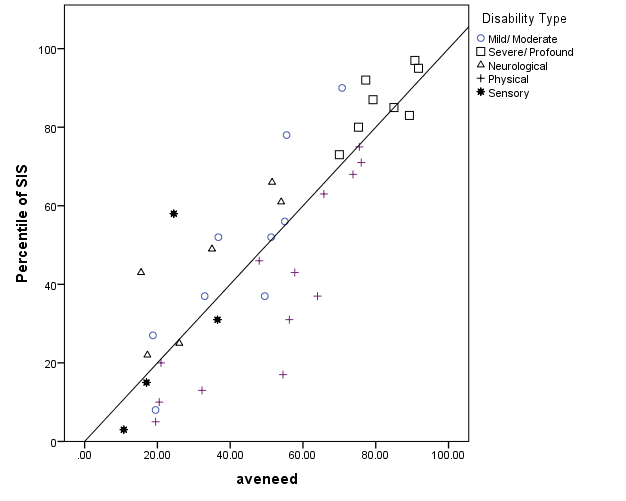 Disability Type
Mild/ Moderate
Severe/ Profound
Neurological
Physical
Sensory
Percentile of SIS
100
80
60
40
20
0
.00 20.00 40.00 60.00 80.00 100.00
aveneed